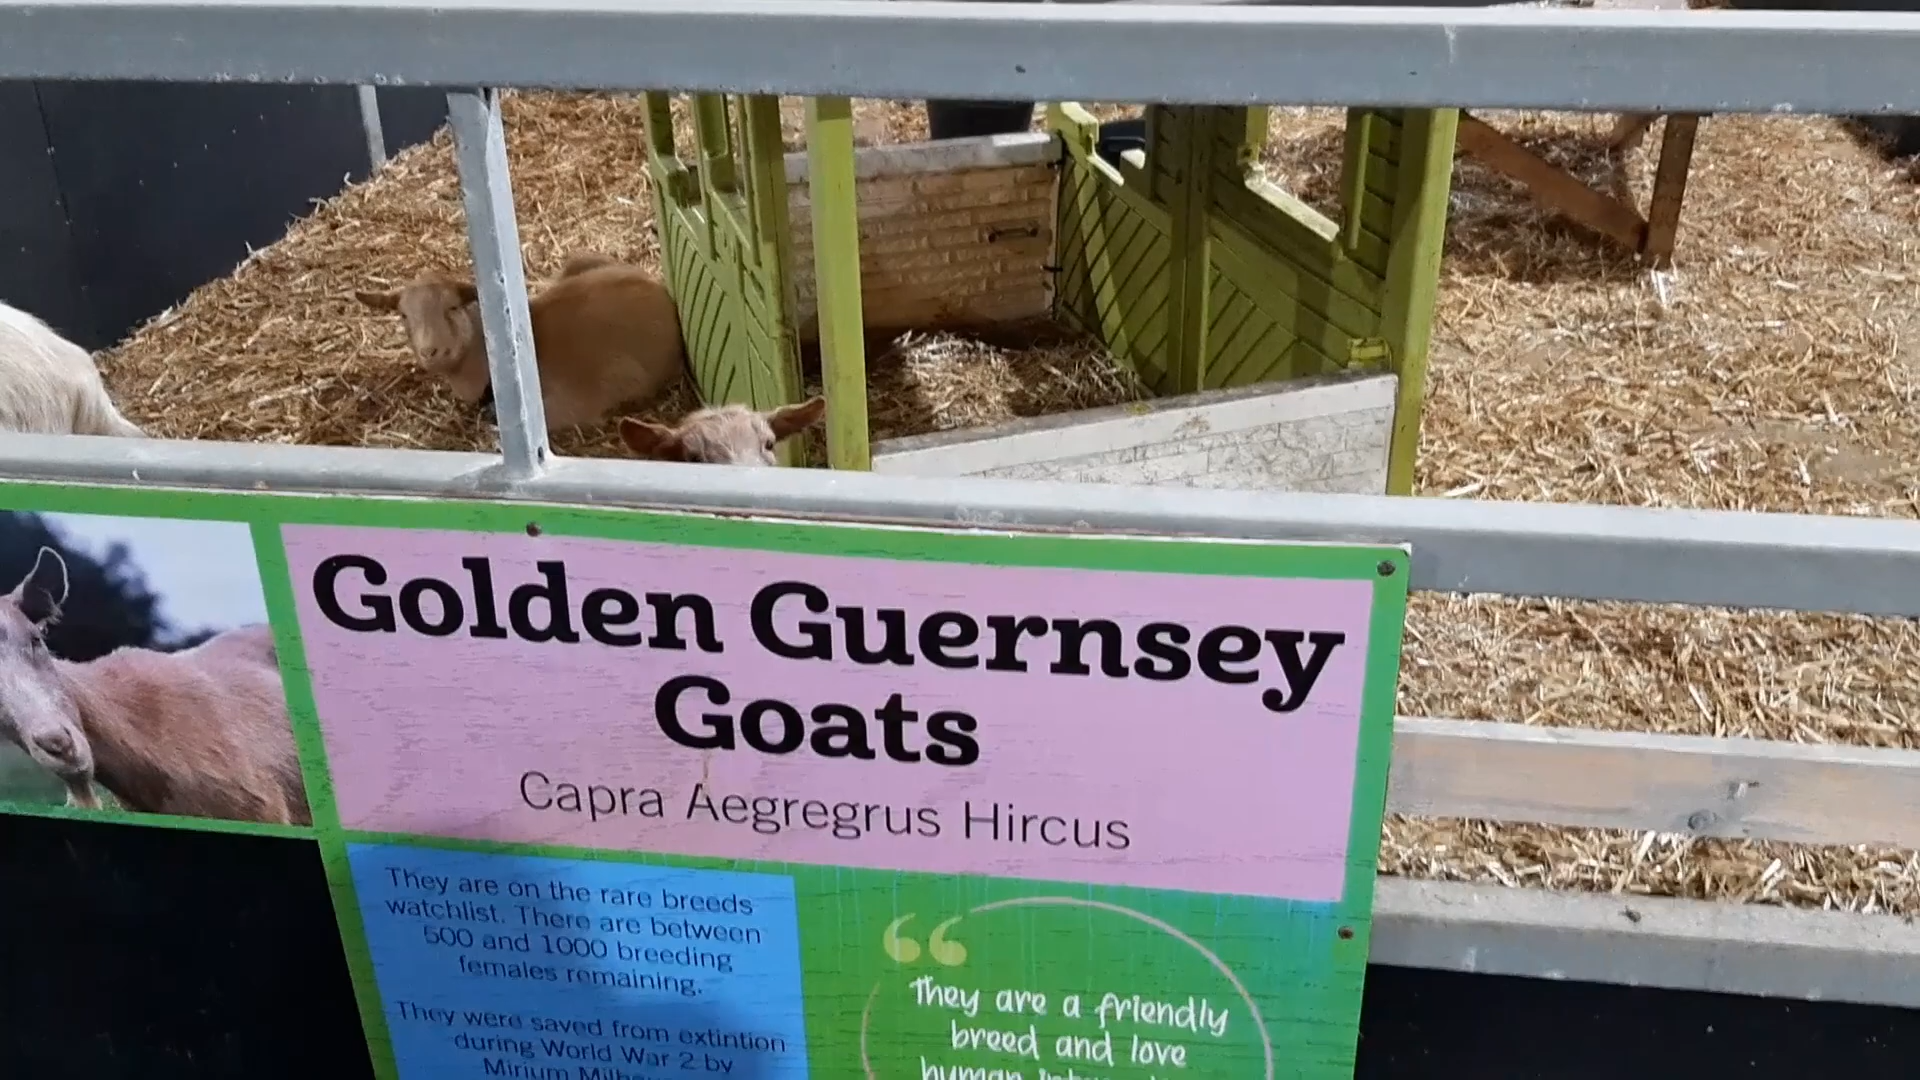 Golden Guernsey
Goats
Capra Aegregrus Hircus
They are on the rare breeds
watchlist. There are between
500 and 1000 breeding
females remaining.
They were saved from extintion
during World War 2 by
Mirium
“
They are a friendly
breed and love
human